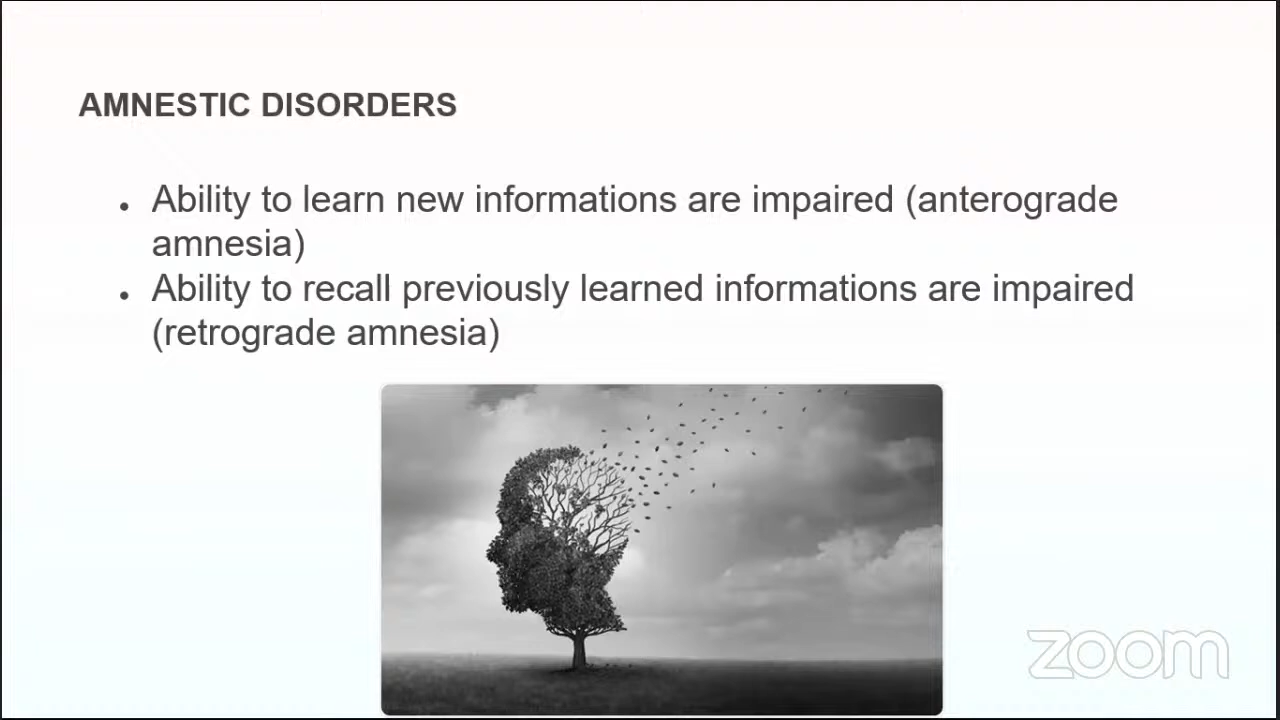 AMNESTIC DISORDERS
Ability to learn new informations are impaired (anterograde
amnesia)
Ability to recall previously learned informations are impaired
(retrograde amnesia)
zoom